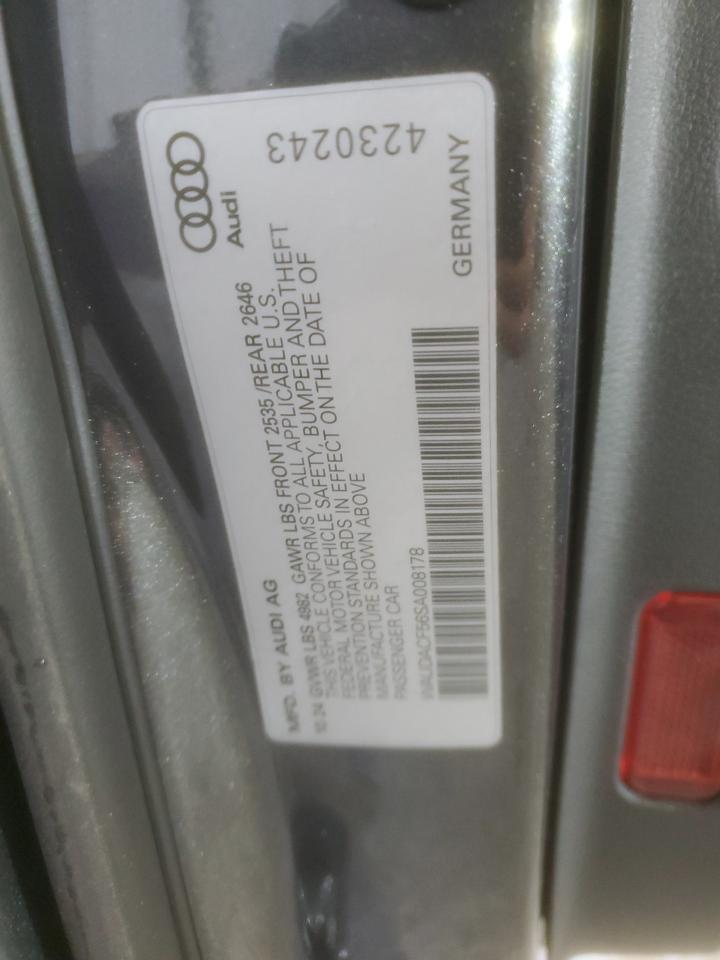 Audi
4230243
GERMANY
MFD. BY AUDI AG
10-24 GVWR LBS 4982 GAWR LBS FRONT 2535 /REAR 2646
THIS VEHICLE CONFORMS TO ALL APPLICABLE U.S.
FEDERAL MOTOR VEHICLE SAFETY, BUMPER AND THEFT
PREVENTION STANDARDS IN EFFECT ON THE DATE OF
MANUFACTURE SHOWN ABOVE
PASSENGER CAR
WAUDACF56SA008178